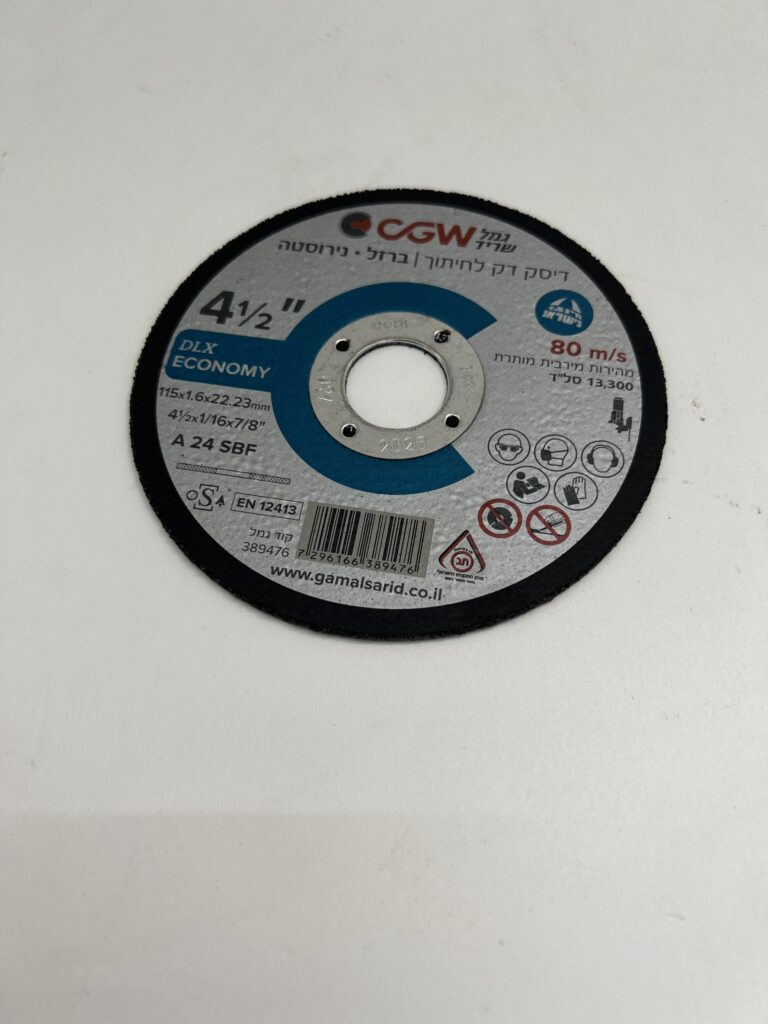 CGW גמל שריד
דיסק דק לחיתוך | ברזל • נירוסטה
4½"
DLX
ECONOMY
115x1.6x22.23mm
4½x1/16x7/8"
A 24 SBF
EN 12413
80 m/s
מהירות מירבית מותרת
13,300 סל"ד
2025
קוד גמל
389476
7 296166 389476
www.gamalsarid.co.il